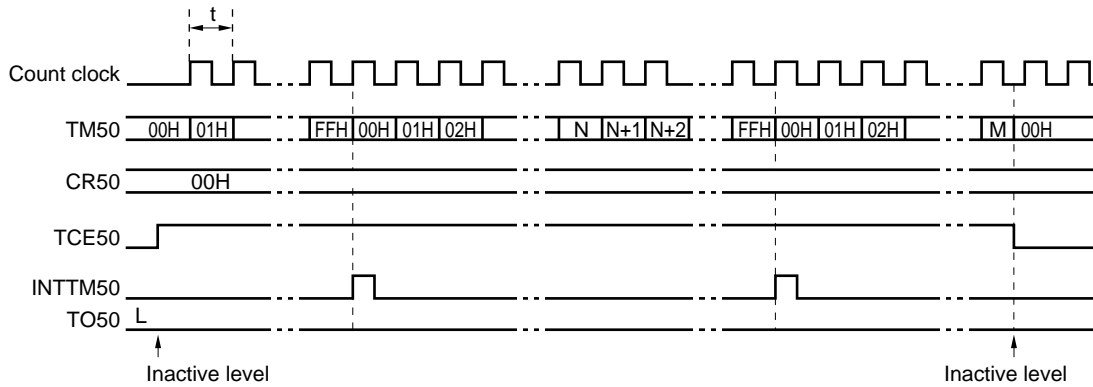 t
Count clock
TM50 00H 01H FFH 00H 01H 02H N N+1 N+2 FFH 00H 01H 02H M 00H
CR50 00H
TCE50
INTTM50
TO50 L
Inactive level Inactive level